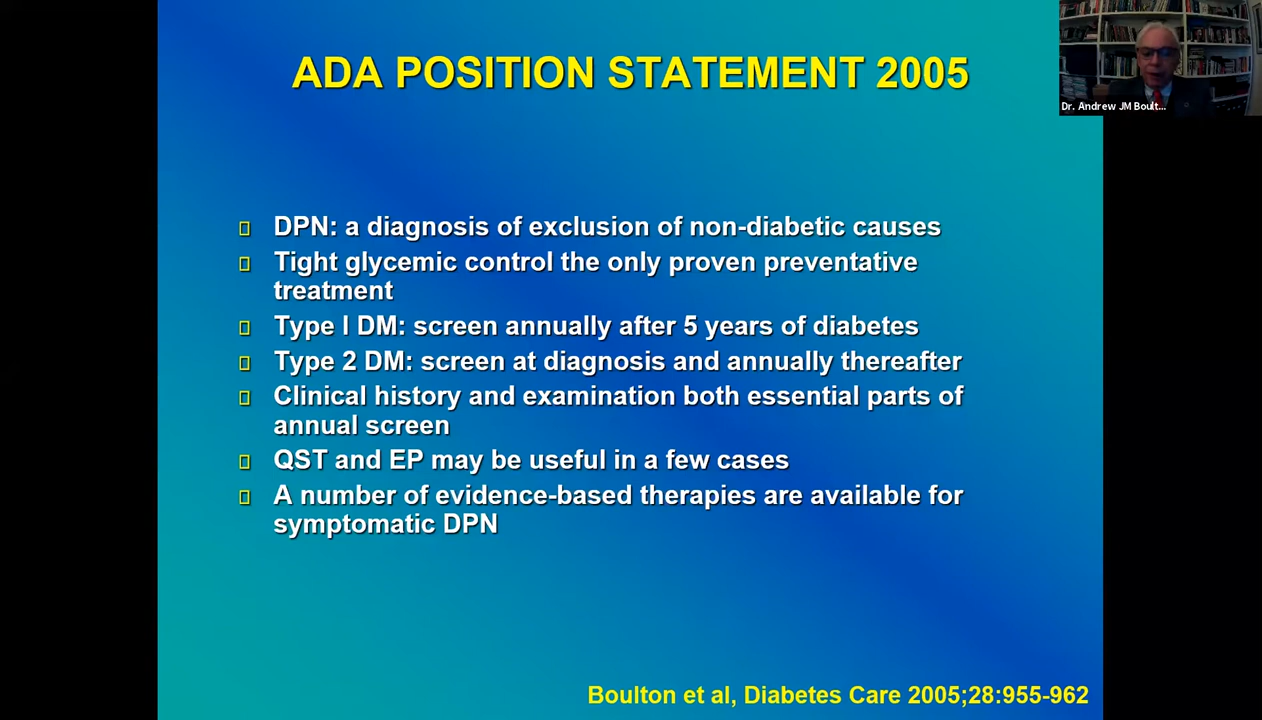 ADA POSITION STATEMENT 2005
Dr. Andrew JM Boult...
DPN: a diagnosis of exclusion of non-diabetic causes
Tight glycemic control the only proven preventative
treatment
Type I DM: screen annually after 5 years of diabetes
Type 2 DM: screen at diagnosis and annually thereafter
Clinical history and examination both essential parts of
annual screen
QST and EP may be useful in a few cases
A number of evidence-based therapies are available for
symptomatic DPN
Boulton et al, Diabetes Care 2005;28:955-962